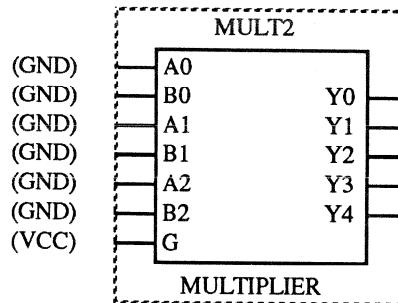 MULT2
(GND) A0
(GND) B0 Y0
(GND) A1 Y1
(GND) B1 Y2
(GND) A2 Y3
(GND) B2 Y4
(VCC) G
MULTIPLIER